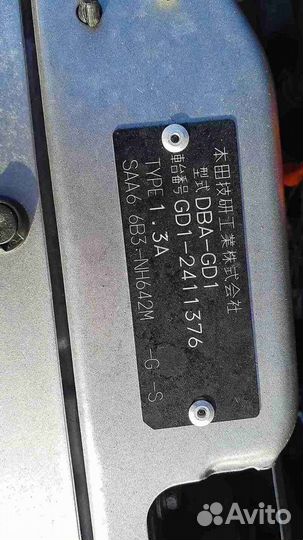 本田技研工業株式会社
型式 DBA-GD1
車台番号 GD1-2411376
TYPE 1.3A
SAA6 6B3-NH642M -G -S
Avito